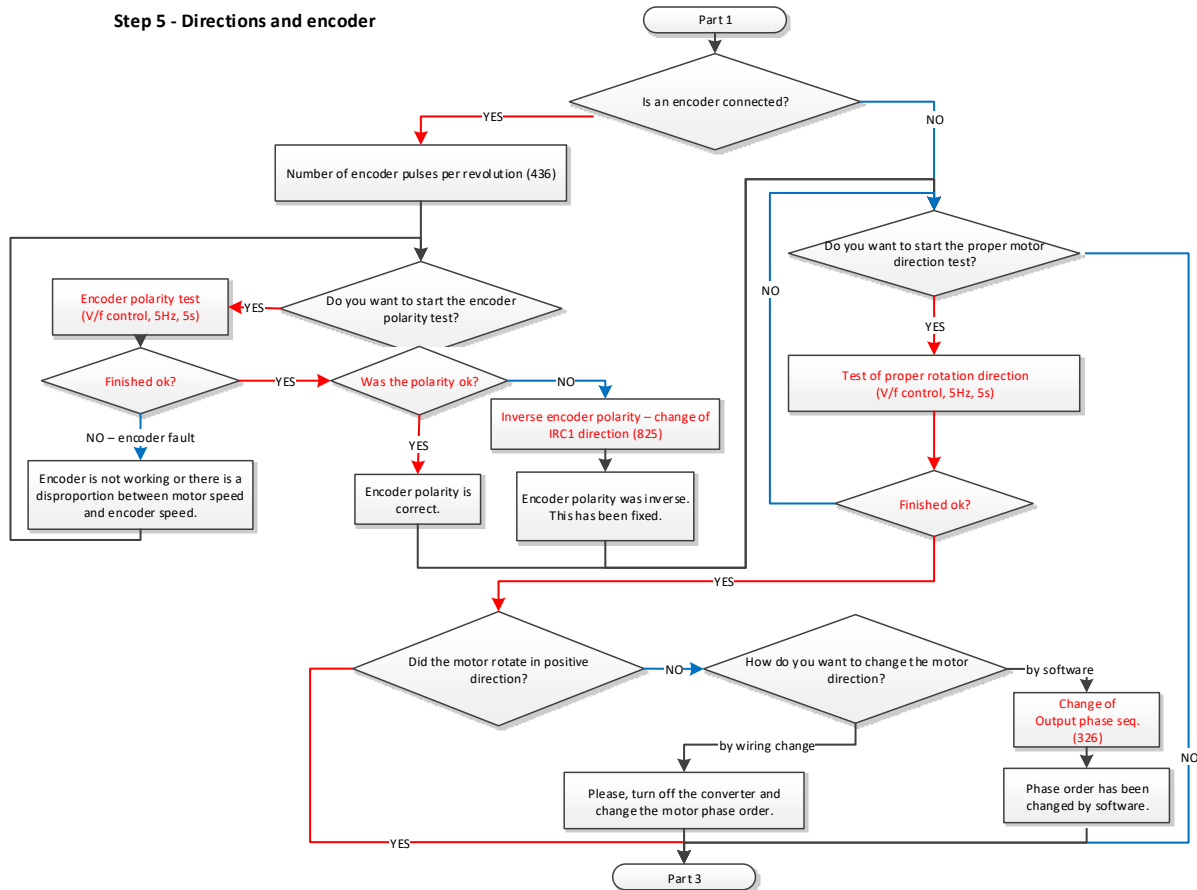 Step 5 - Directions and encoder
Part 1
Is an encoder connected?
YES
NO
Number of encoder pulses per revolution (436)
Do you want to start the proper motor
direction test?
Encoder polarity test
(V/f control, 5Hz, 5s)
YES
Do you want to start the encoder
polarity test?
NO
NO
YES
Finished ok?
YES
Was the polarity ok?
NO
Test of proper rotation direction
(V/f control, 5Hz, 5s)
NO – encoder fault
YES
Inverse encoder polarity – change of
IRC1 direction (825)
Encoder is not working or there is a
disproportion between motor speed
and encoder speed.
Encoder polarity is
correct.
Encoder polarity was inverse.
This has been fixed.
Finished ok?
YES
Did the motor rotate in positive
direction?
NO
How do you want to change the motor
direction?
by software
Change of
Output phase seq.
(326)
by wiring change
Please, turn off the converter and
change the motor phase order.
Phase order has been
changed by software.
YES
Part 3